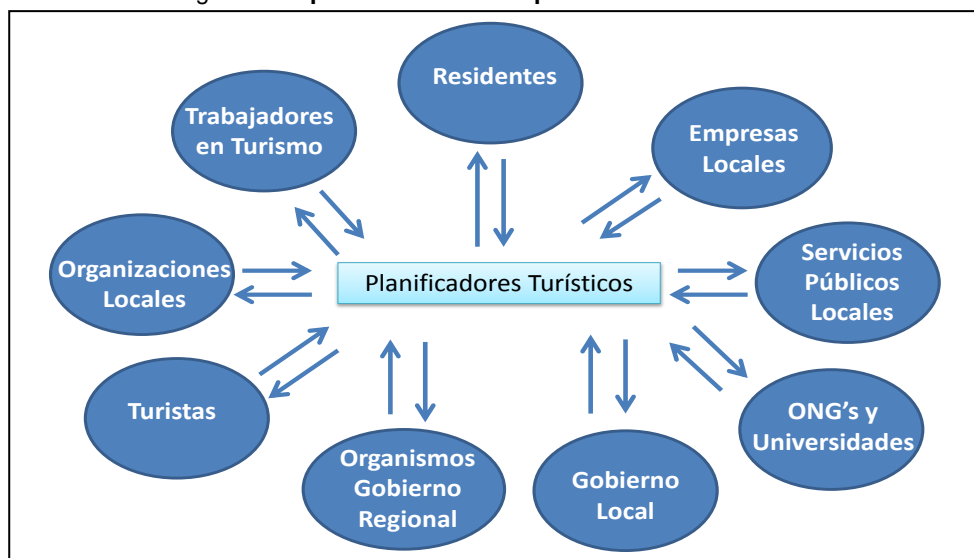 Residentes
Trabajadores
en Turismo
Empresas
Locales
Organizaciones
Locales
Planificadores Turísticos
Servicios
Públicos
Locales
Turistas
ONG's y
Universidades
Organismos
Gobierno
Regional
Gobierno
Local